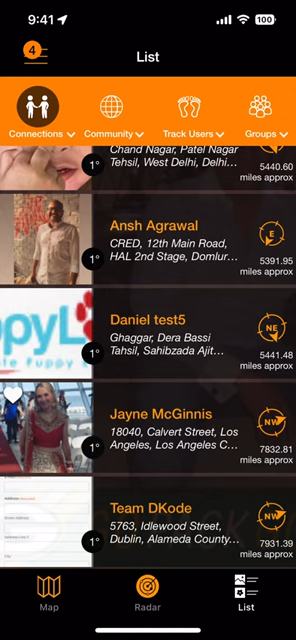 9:41
100
4
List
Connections
Community
Track Users
Groups
Chand Nagar, Patel Nagar
Tehsil, West Delhi, Delhi...
1°
5440.60
miles approx
Ansh Agrawal
CRED, 12th Main Road,
HAL 2nd Stage, Domlur...
1°
E
5391.95
miles approx
ppyL
te Puppy
Daniel test5
Ghaggar, Dera Bassi
Tahsil, Sahibzada Ajit...
1°
NE
5441.48
miles approx
Jayne McGinnis
18040, Calvert Street, Los
Angeles, Los Angeles C...
1°
NW
7832.81
miles approx
Team DKode
5763, Idlewood Street,
Dublin, Alameda County...
1°
NW
7931.39
miles approx
Map
Radar
List